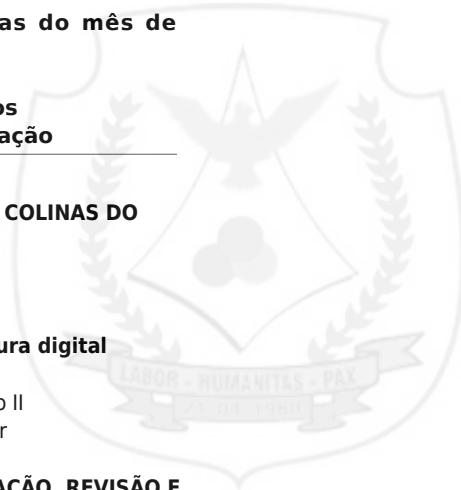 as do mês de
os
ação
COLINAS DO
ura digital
o II
r
AÇÃO, REVISÃO E
LABOR - HUMANITAS - PAX
21 04 1960